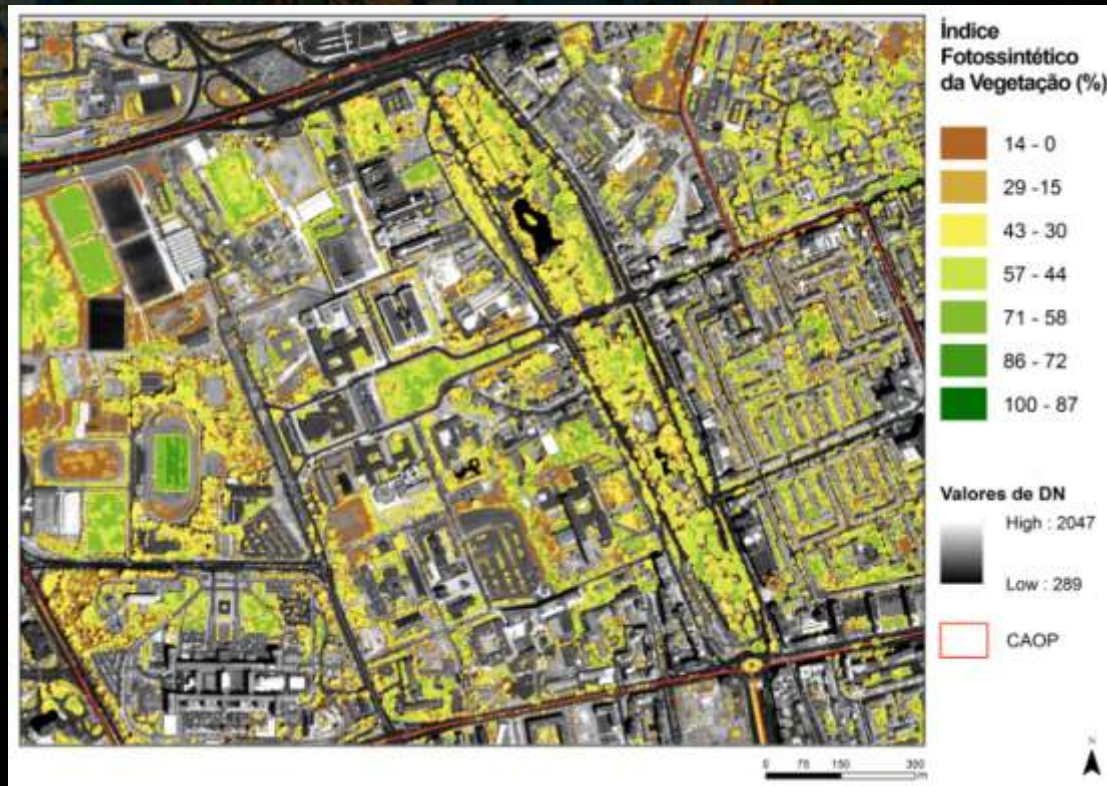 Índice
Fotossintético
da Vegetação (%)
14 - 0
29 -15
43 - 30
57 - 44
71 - 58
86 - 72
100 - 87
Valores de DN
High : 2047
Low : 289
CAOP
0 75 150 300
m
N